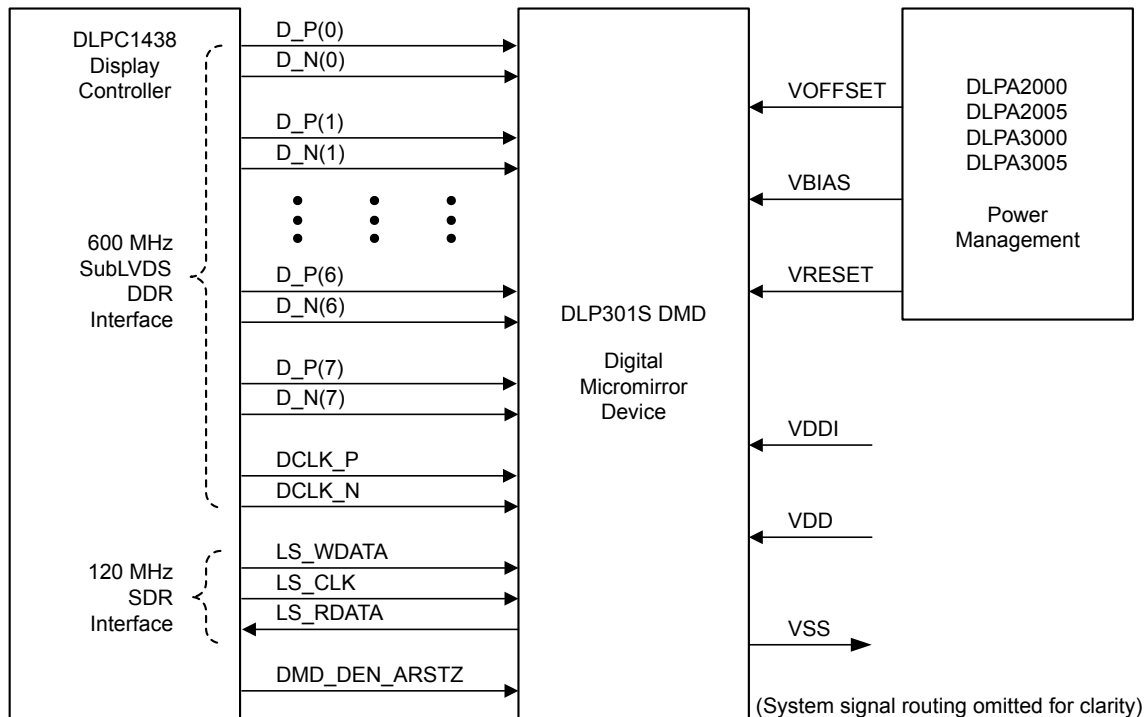 DLPC1438
Display
Controller
600 MHz
SubLVDS
DDR
Interface
120 MHz
SDR
Interface
D_P(0)
D_N(0)
D_P(1)
D_N(1)
D_P(6)
D_N(6)
D_P(7)
D_N(7)
DCLK_P
DCLK_N
LS_WDATA
LS_CLK
LS_RDATA
DMD_DEN_ARSTZ
DLP301S DMD
Digital
Micromirror
Device
VOFFSET
VBIAS
VRESET
VDDI
VDD
VSS
DLPA2000
DLPA2005
DLPA3000
DLPA3005
Power
Management
(System signal routing omitted for clarity)